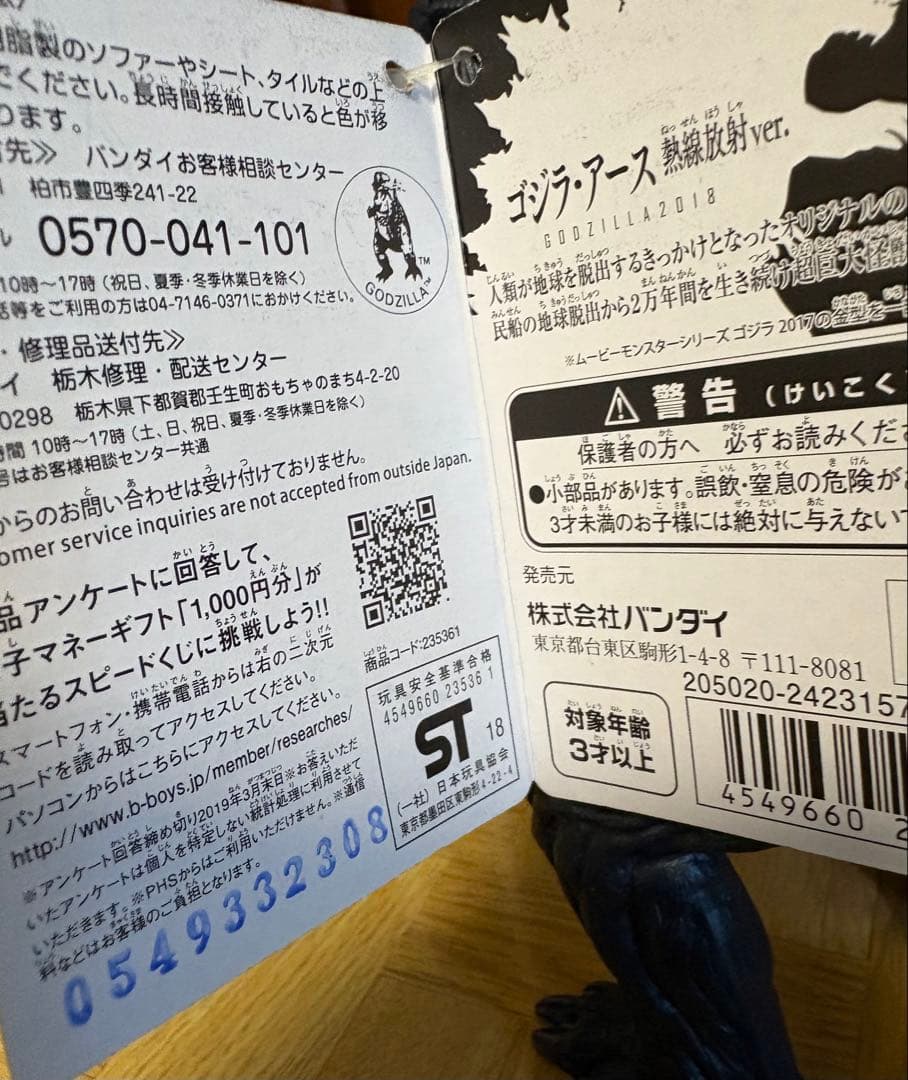 脂製のソファーやシート、タイルなどの上
でください。長時間接触していると色が移
ります。
先≫ バンダイお客様相談センター
柏市豊四季241-22
0570-041-101
10時〜17時(祝日、夏季・冬季休業日を除く)
話等をご利用の方は04-7146-0371におかけください。
GODZILLA™
TM
・修理品送付先≫
イ 栃木修理・配送センター
0298 栃木県下都賀郡壬生町おもちゃのまち4-2-20
時間 10時〜17時(土、日、祝日、夏季・冬季休業日を除く)
号はお客様相談センター共通
からのお問い合わせは受け付けておりません。
omer service inquiries are not accepted from outside Japan.
品アンケートに回答して、
子マネーギフト「1,000円分」が
当たるスピードくじに挑戦しよう!!
スマートフォン・携帯電話からは右の二次元
コードを読み取ってアクセスしてください。
パソコンからはこちらにアクセスしてください。
http://www.b-boys.jp/member/researches/
※アンケート回答締め切り2019年3月末日※お答えいただ
いたアンケートは個人を特定しない統計処理に利用させて
いただきます。※PHSからはご利用いただけません。※通信
料などはお客様のご負担となります。
0549332308
商品コード:235361
玩具安全基準合格
4549660 23536 1
ST 18
(一社) 日本玩具協会
東京都墨田区東駒形4-22-4
ゴジラ・アース 熱線放射ver.
GODZILLA2018
人類が地球を脱出するきっかけとなったオリジナルの
民船の地球脱出から2万年間を生き続け超巨大怪獣
※ムービーモンスターシリーズ ゴジラ 2017の金型を一
警告 (けいこく
保護者の方へ 必ずお読みくだ
●小部品があります。誤飲・窒息の危険が
3才未満のお子様には絶対に与えない
発売元
株式会社バンダイ
東京都台東区駒形1-4-8 〒111-8081
205020-2423157
対象年齢
3才以上
4549660 2